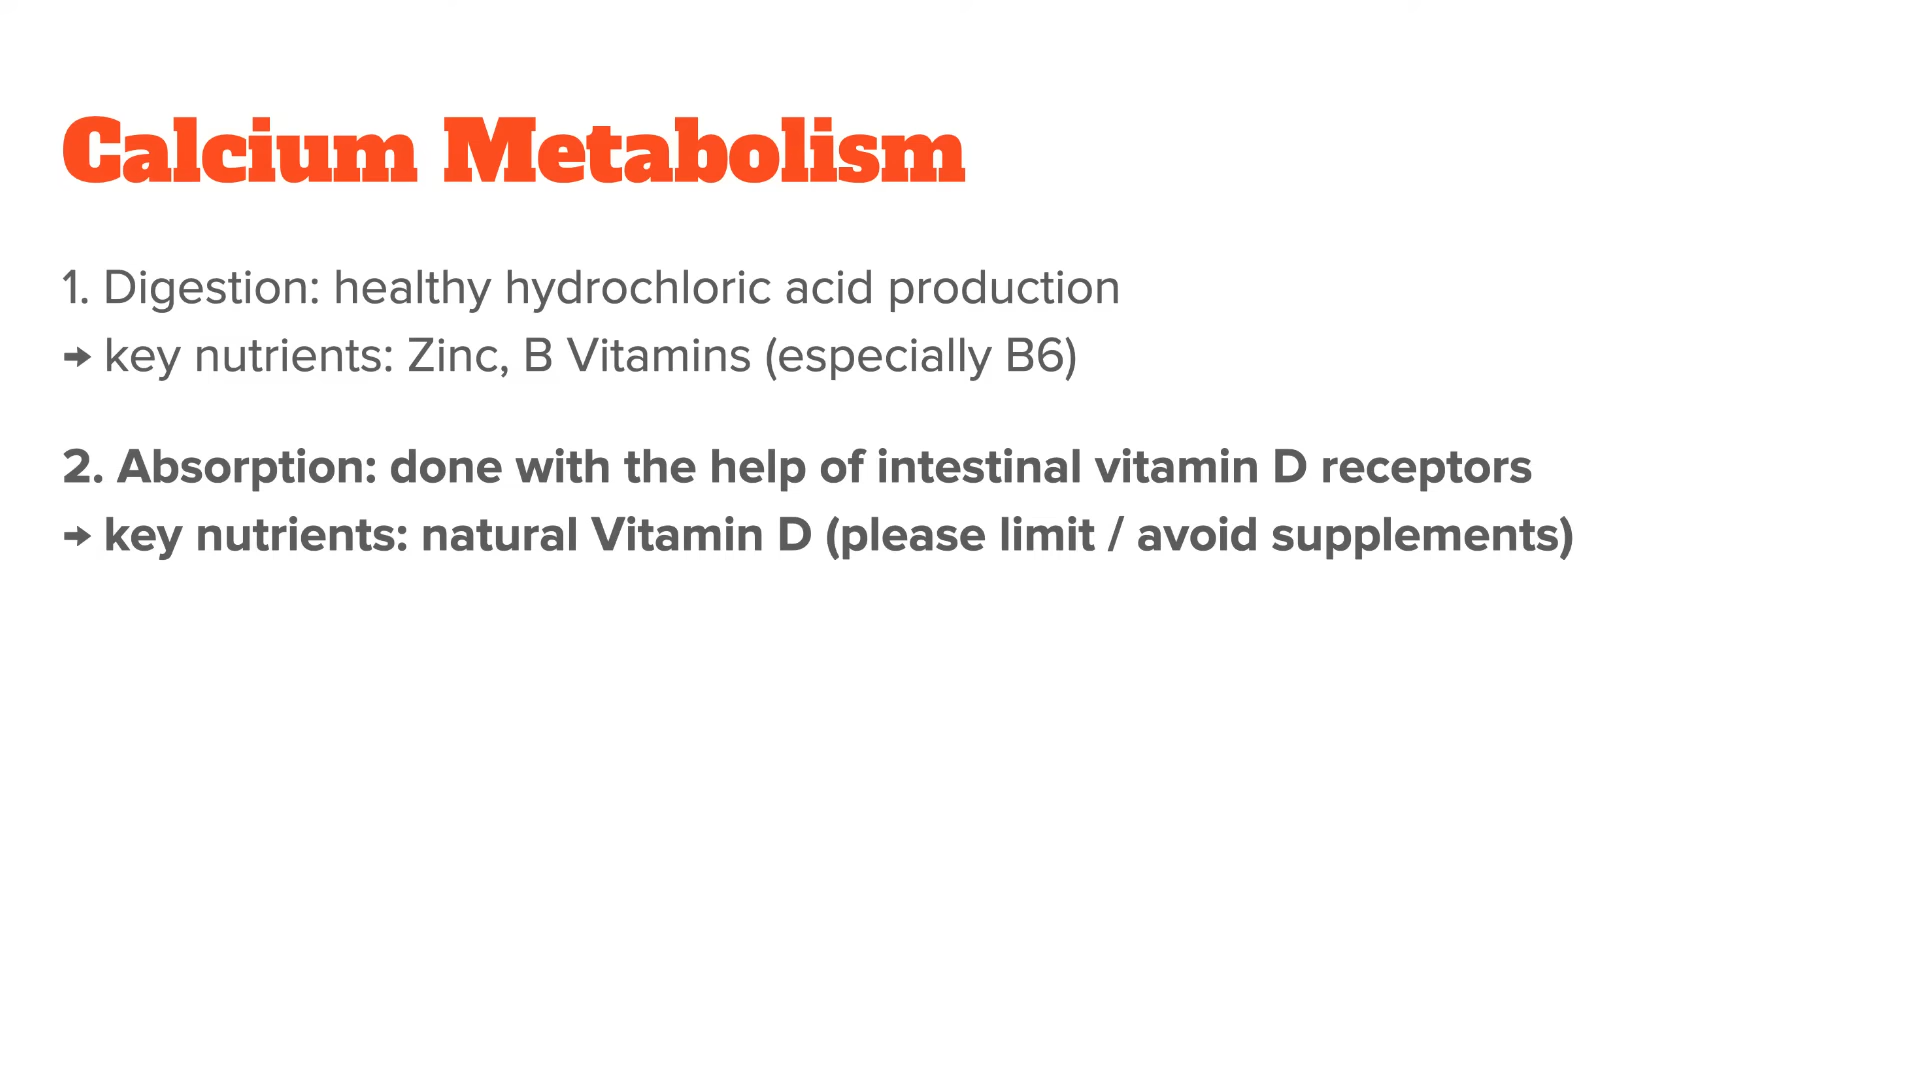 Calcium Metabolism
1. Digestion: healthy hydrochloric acid production
→ key nutrients: Zinc, B Vitamins (especially B6)
2. Absorption: done with the help of intestinal vitamin D receptors
→ key nutrients: natural Vitamin D (please limit / avoid supplements)